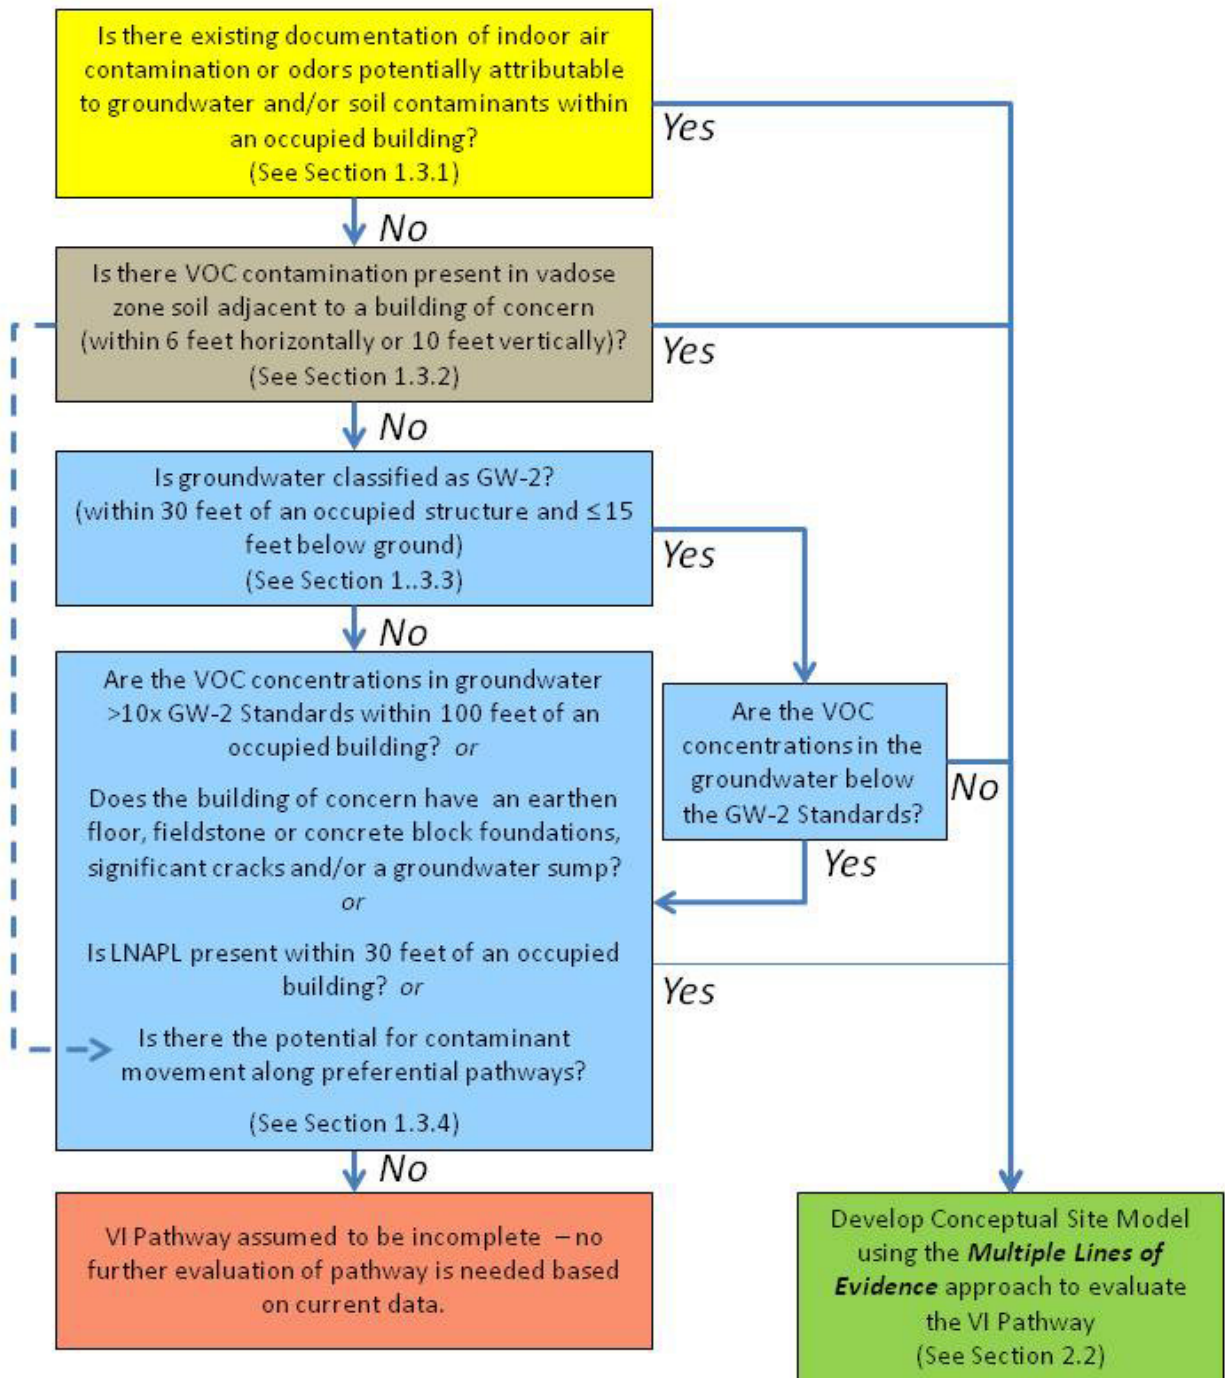 Is there existing documentation of indoor air
contamination or odors potentially attributable
to groundwater and/or soil contaminants within
an occupied building?
(See Section 1.3.1)
Yes
No
Is there VOC contamination present in vadose
zone soil adjacent to a building of concern
(within 6 feet horizontally or 10 feet vertically)?
(See Section 1.3.2)
Yes
No
Is groundwater classified as GW-2?
(within 30 feet of an occupied structure and ≤15
feet below ground)
(See Section 1..3.3)
Yes
No
Are the VOC
concentrations in the
groundwater below
the GW-2 Standards?
No
Yes
Are the VOC concentrations in groundwater
>10x GW-2 Standards within 100 feet of an
occupied building? or
Does the building of concern have an earthen
floor, fieldstone or concrete block foundations,
significant cracks and/or a groundwater sump?
or
Is LNAPL present within 30 feet of an occupied
building? or
Is there the potential for contaminant
movement along preferential pathways?
(See Section 1.3.4)
Yes
No
VI Pathway assumed to be incomplete – no
further evaluation of pathway is needed based
on current data.
Develop Conceptual Site Model
using the Multiple Lines of
Evidence approach to evaluate
the VI Pathway
(See Section 2.2)